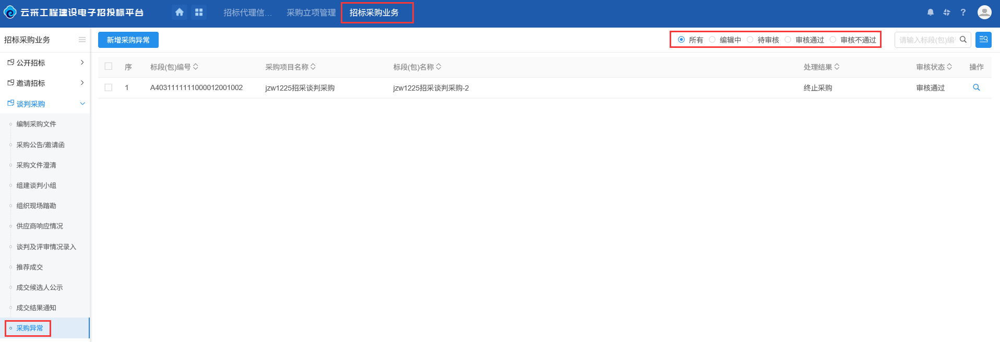 云采工程建设电子招投标平台
招标代理信...
采购立项管理
招标采购业务
?
招标采购业务
新增采购异常
所有 编辑中 待审核 审核通过 审核不通过
请输入标段(包)编
公开招标
邀请招标
谈判采购
编制采购文件
采购公告/邀请函
采购文件澄清
组建谈判小组
组织现场踏勘
供应商响应情况
谈判及评审情况录入
推荐成交
成交候选人公示
成交结果通知
采购异常
序 标段(包)编号 采购项目名称 标段(包)名称 处理结果 审核状态 操作
1 A4031111111000012001002 jzw1225招采谈判采购 jzw1225招采谈判采购-2 终止采购 审核通过